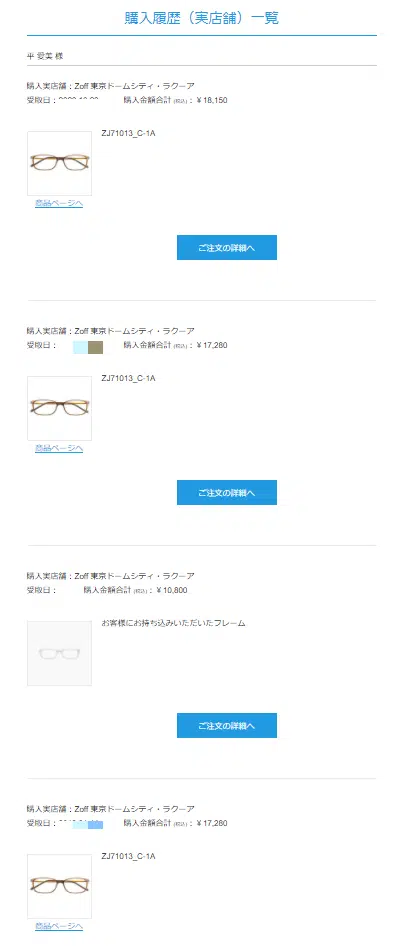 購入履歴（実店舗）一覧
平 愛美 様
購入実店舗：Zoff 東京ドームシティ・ラクーア
受取日： 購入金額合計 (税込)：￥18,150
ZJ71013_C-1A
商品ページへ
ご注文の詳細へ
購入実店舗：Zoff 東京ドームシティ・ラクーア
受取日： 購入金額合計 (税込)：￥17,280
ZJ71013_C-1A
商品ページへ
ご注文の詳細へ
購入実店舗：Zoff 東京ドームシティ・ラクーア
受取日： 購入金額合計 (税込)：￥10,800
お客様にお持ち込みいただいたフレーム
ご注文の詳細へ
購入実店舗：Zoff 東京ドームシティ・ラクーア
受取日： 購入金額合計 (税込)：￥17,280
ZJ71013_C-1A
商品ページへ